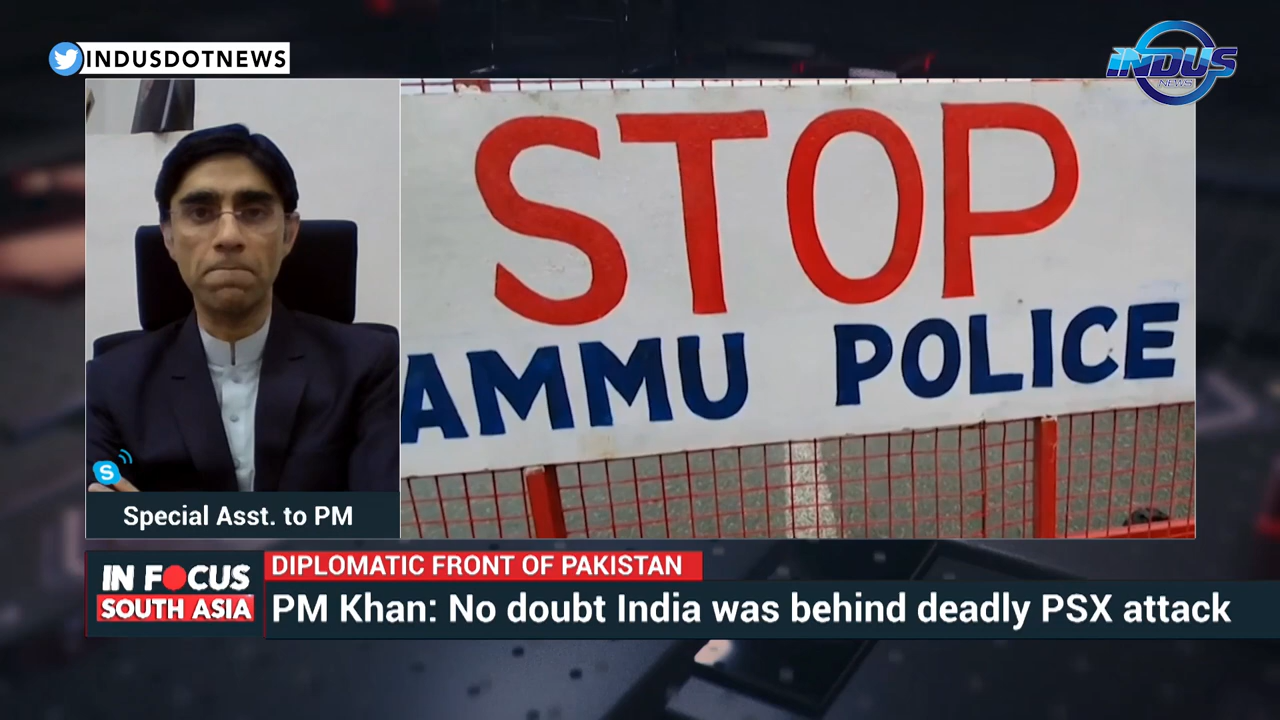 INDUSDOTNEWS
INDUS
NEWS
STOP
AMMU POLICE
S
Special Asst. to PM
IN FOCUS
SOUTH ASIA
DIPLOMATIC FRONT OF PAKISTAN
PM Khan: No doubt India was behind deadly PSX attack